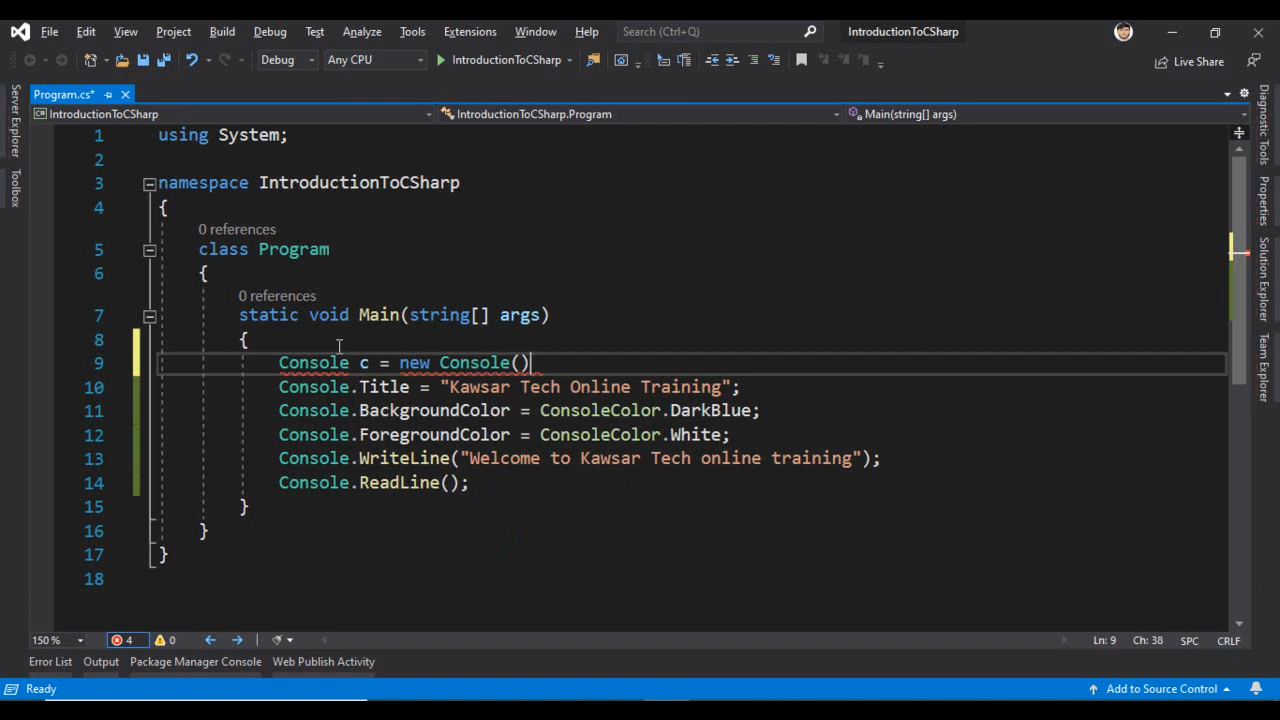 File Edit View Project Build Debug Test Analyze Tools Extensions Window Help Search (Ctrl+Q) IntroductionToCSharp
Debug Any CPU IntroductionToCSharp Live Share
Program.cs*
IntroductionToCSharp IntroductionToCSharp.Program Main(string[] args)
Server Explorer
Toolbox
1 using System;
2
3 namespace IntroductionToCSharp
4 {
0 references
5 class Program
6 {
0 references
7 static void Main(string[] args)
8 {
9 Console c = new Console()
10 Console.Title = "Kawsar Tech Online Training";
11 Console.BackgroundColor = ConsoleColor.DarkBlue;
12 Console.ForegroundColor = ConsoleColor.White;
13 Console.WriteLine("Welcome to Kawsar Tech online training");
14 Console.ReadLine();
15 }
16 }
17 }
18
Diagnostic Tools
Properties
Solution Explorer
Team Explorer
150 % 4 0 Ln: 9 Ch: 38 SPC CRLF
Error List Output Package Manager Console Web Publish Activity
Ready Add to Source Control